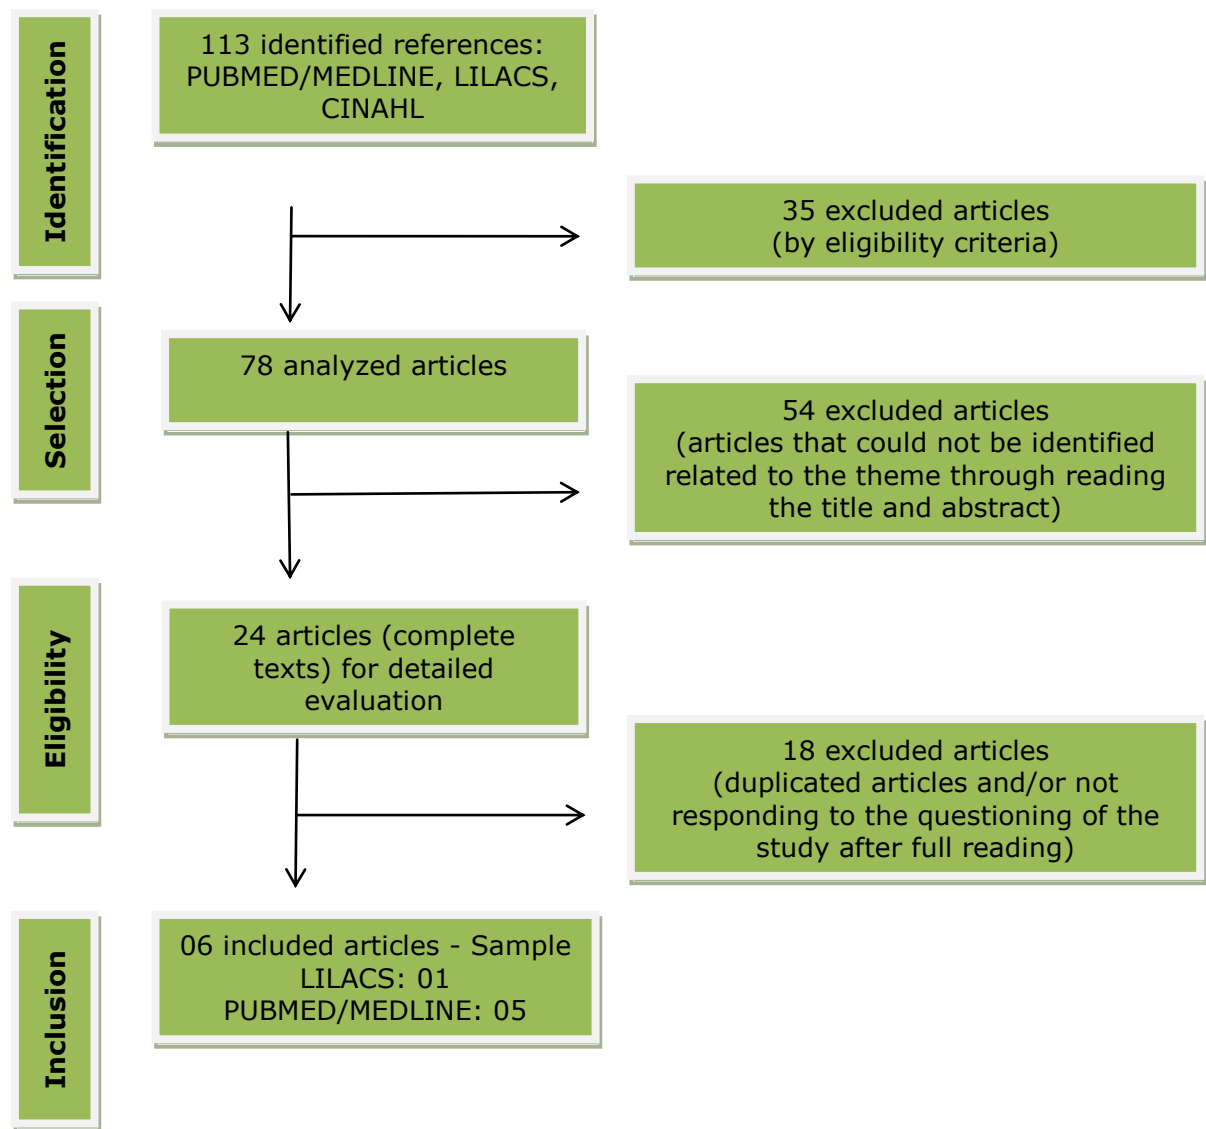 Identification
113 identified references:
PUBMED/MEDLINE, LILACS,
CINAHL
35 excluded articles
(by eligibility criteria)
Selection
78 analyzed articles
54 excluded articles
(articles that could not be identified
related to the theme through reading
the title and abstract)
Eligibility
24 articles (complete
texts) for detailed
evaluation
18 excluded articles
(duplicated articles and/or not
responding to the questioning of the
study after full reading)
Inclusion
06 included articles - Sample
LILACS: 01
PUBMED/MEDLINE: 05